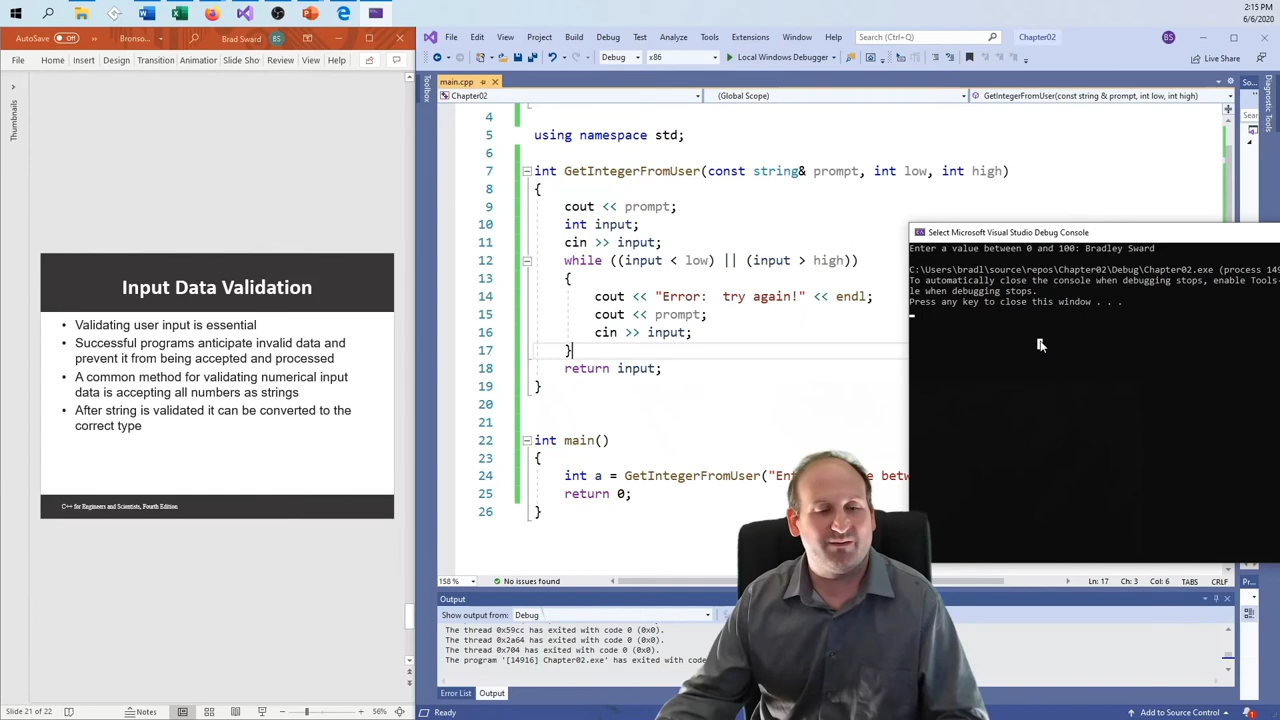 2:15 PM
6/6/2020
AutoSave Off Bronso... Brad Sward BS
File Home Insert Design Transition Animation Slide Sho Review View Help
Thumbnails
Input Data Validation
• Validating user input is essential
• Successful programs anticipate invalid data and
prevent it from being accepted and processed
• A common method for validating numerical input
data is accepting all numbers as strings
• After string is validated it can be converted to the
correct type
C++ for Engineers and Scientists, Fourth Edition
Slide 21 of 22 Notes 56%
File Edit View Project Build Debug Test Analyze Tools Extensions Window Help Search (Ctrl+Q) Chapter02 BS
Debug x86 Local Windows Debugger Live Share
Toolbox
main.cpp
Chapter02 (Global Scope) GetIntegerFromUser(const string & prompt, int low, int high)
4
5 using namespace std;
6
7 int GetIntegerFromUser(const string& prompt, int low, int high)
8 {
9 cout << prompt;
10 int input;
11 cin >> input;
12 while ((input < low) || (input > high))
13 {
14 cout << "Error:  try again!" << endl;
15 cout << prompt;
16 cin >> input;
17 }
18 return input;
19 }
20
21
22 int main()
23 {
24 int a = GetIntegerFromUser("Ent
25 return 0;
26 }
158 % No issues found Ln: 17 Ch: 3 Col: 6 TABS CRLF
Select Microsoft Visual Studio Debug Console
Enter a value between 0 and 100: Bradley Sward
C:\Users\bradl\source\repos\Chapter02\Debug\Chapter02.exe (process 149
To automatically close the console when debugging stops, enable Tools-
le when debugging stops.
Press any key to close this window . . .
So...
Sear
Diagnostic Tools
Pr...
Output
Show output from: Debug
The thread 0x59cc has exited with code 0 (0x0).
The thread 0x2a64 has exited with code 0 (0x0).
The thread 0x704 has exited with code 0 (0x0).
The program '[14916] Chapter02.exe' has exited with code
Error List Output
Ready Add to Source Control